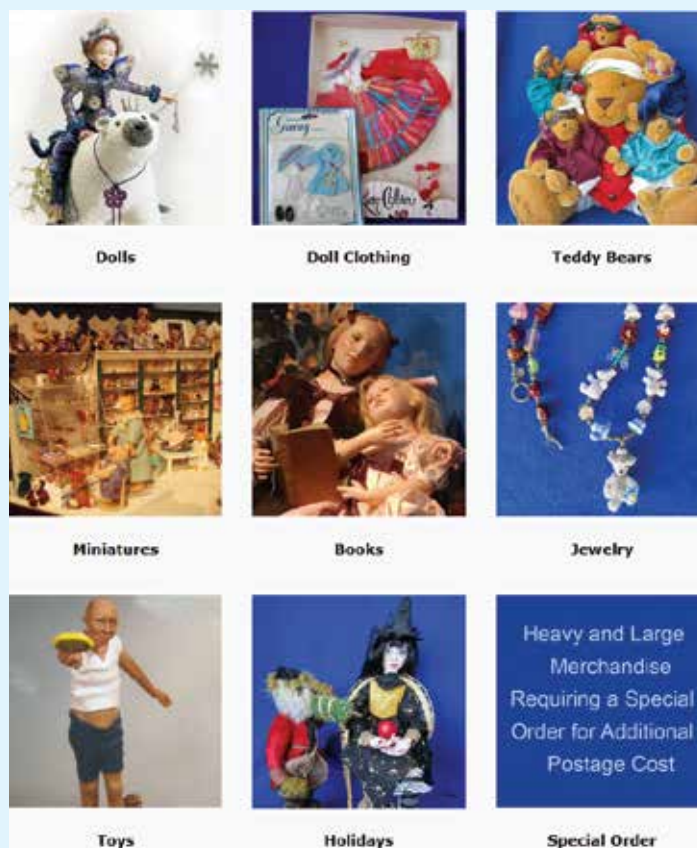 Dolls
Doll Clothing
Teddy Bears
Miniatures
Books
Jewelry
Toys
Holidays
Heavy and Large
Merchandise
Requiring a Special
Order for Additional
Postage Cost
Special Order